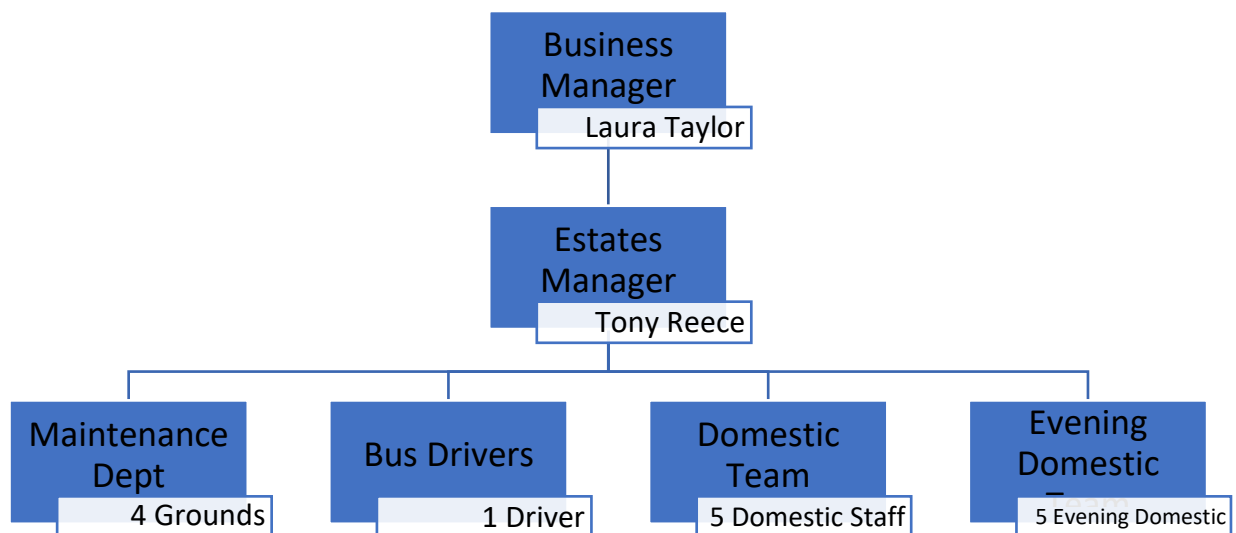 Business
Manager
Laura Taylor
Estates
Manager
Tony Reece
Maintenance
Dept
4 Grounds
Bus Drivers
1 Driver
Domestic
Team
5 Domestic Staff
Evening
Domestic
Team
5 Evening Domestic